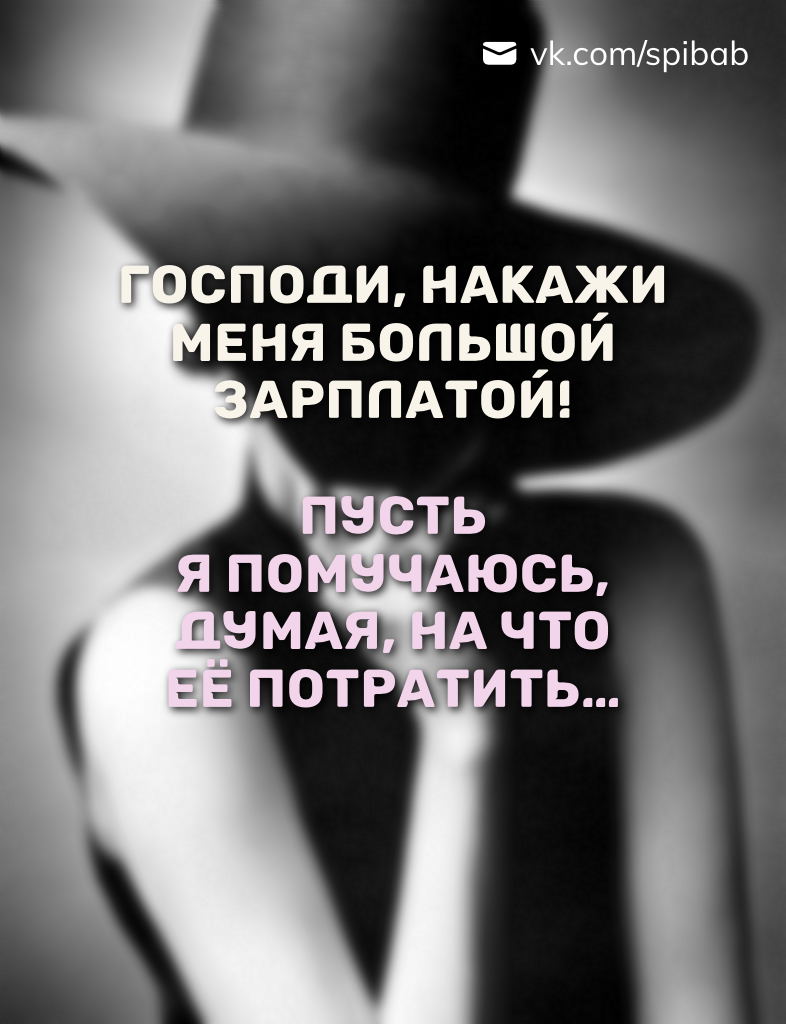 vk.com/spibab
ГОСПОДИ, НАКАЖИ
МЕНЯ БОЛЬШОЙ
ЗАРПЛАТОЙ!
ПУСТЬ
Я ПОМУЧАЮСЬ,
ДУМАЯ, НА ЧТО
ЕЁ ПОТРАТИТЬ...